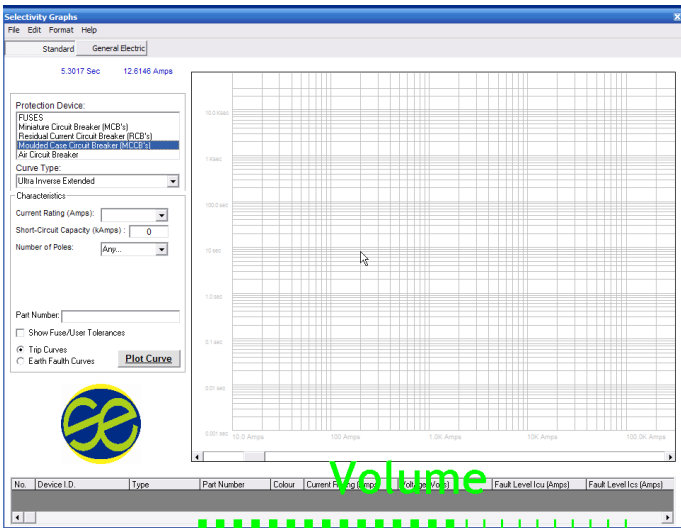 Selectivity Graphs
File Edit Format Help
Standard General Electric
5.3017 Sec 12.6146 Amps
Protection Device:
FUSES
Miniature Circuit Breaker (MCB's)
Residual Current Circuit Breaker (RCB's)
Moulded Case Circuit Breaker (MCCB's)
Air Circuit Breaker
Curve Type:
Ultra Inverse Extended
Characteristics
Current Rating (Amps):
Short-Circuit Capacity (kAmps) : 0
Number of Poles: Any...
Part Number:
Show Fuse/User Tolerances
Trip Curves
Earth Faulth Curves
Plot Curve
10.0 Ksec
1 Ksec
100.0 sec
10 sec
1.0 sec
0.1 sec
0.01 sec
0.001 sec
10.0 Amps 100 Amps 1.0K Amps 10K Amps 100.0K Amps
Volume
No. Device I.D. Type Part Number Colour Current Rating (Amps) Voltage (Volts) Fault Level Icu (Amps) Fault Level Ics (Amps)